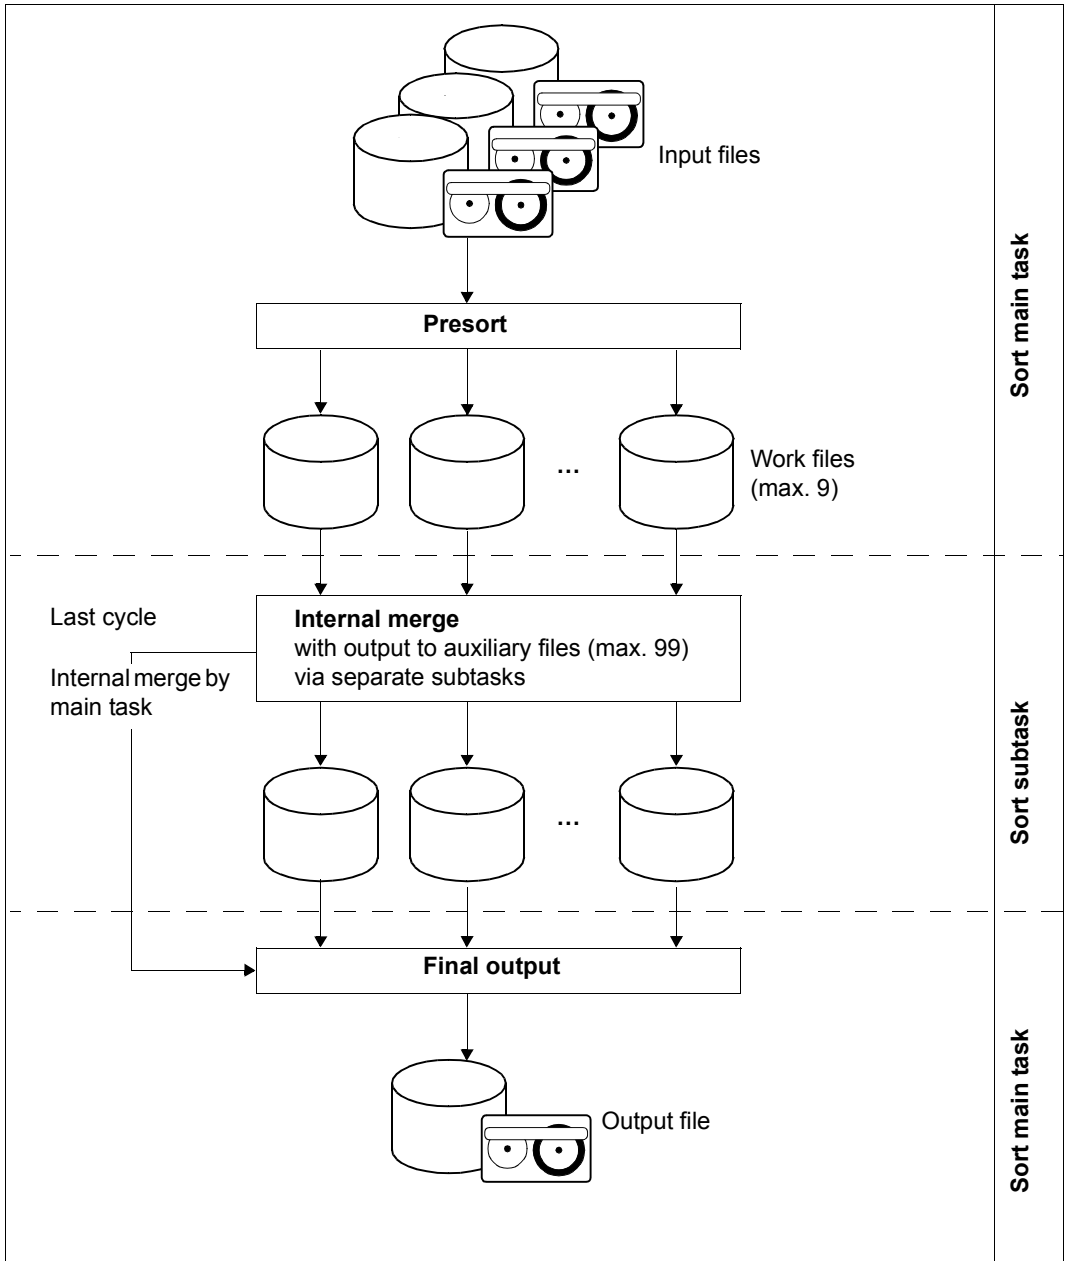 Input files
Sort main task
Presort
...
Work files
(max. 9)
Last cycle
Internal merge
with output to auxiliary files (max. 99)
via separate subtasks
Internal merge by
main task
Sort subtask
...
Final output
Output file
Sort main task